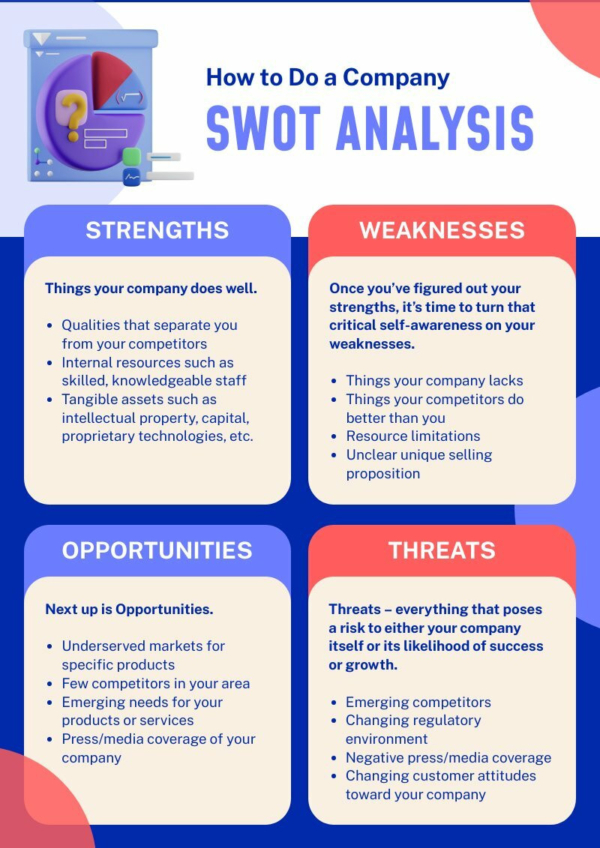 How to Do a Company
SWOT ANALYSIS
STRENGTHS
Things your company does well.
• Qualities that separate you
from your competitors
• Internal resources such as
skilled, knowledgeable staff
• Tangible assets such as
intellectual property, capital,
proprietary technologies, etc.
WEAKNESSES
Once you’ve figured out your
strengths, it’s time to turn that
critical self-awareness on your
weaknesses.
• Things your company lacks
• Things your competitors do
better than you
• Resource limitations
• Unclear unique selling
proposition
OPPORTUNITIES
Next up is Opportunities.
• Underserved markets for
specific products
• Few competitors in your area
• Emerging needs for your
products or services
• Press/media coverage of your
company
THREATS
Threats – everything that poses
a risk to either your company
itself or its likelihood of success
or growth.
• Emerging competitors
• Changing regulatory
environment
• Negative press/media coverage
• Changing customer attitudes
toward your company